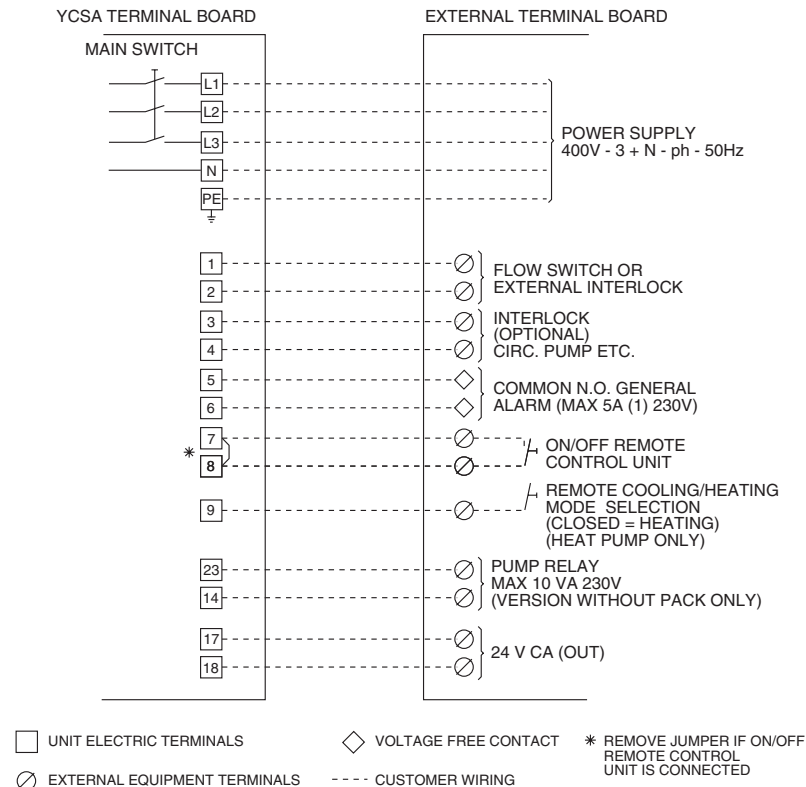 YCSA TERMINAL BOARD
EXTERNAL TERMINAL BOARD
MAIN SWITCH
L1
L2
L3
N
PE
POWER SUPPLY
400V - 3 + N - ph - 50Hz
1
2
FLOW SWITCH OR
EXTERNAL INTERLOCK
3
4
INTERLOCK
(OPTIONAL)
CIRC. PUMP ETC.
5
6
COMMON N.O. GENERAL
ALARM (MAX 5A (1) 230V)
7
* 8
ON/OFF REMOTE
CONTROL UNIT
9
REMOTE COOLING/HEATING
MODE SELECTION
(CLOSED = HEATING)
(HEAT PUMP ONLY)
23
14
PUMP RELAY
MAX 10 VA 230V
(VERSION WITHOUT PACK ONLY)
17
18
24 V CA (OUT)
UNIT ELECTRIC TERMINALS
VOLTAGE FREE CONTACT
* REMOVE JUMPER IF ON/OFF
REMOTE CONTROL
UNIT IS CONNECTED
EXTERNAL EQUIPMENT TERMINALS
CUSTOMER WIRING